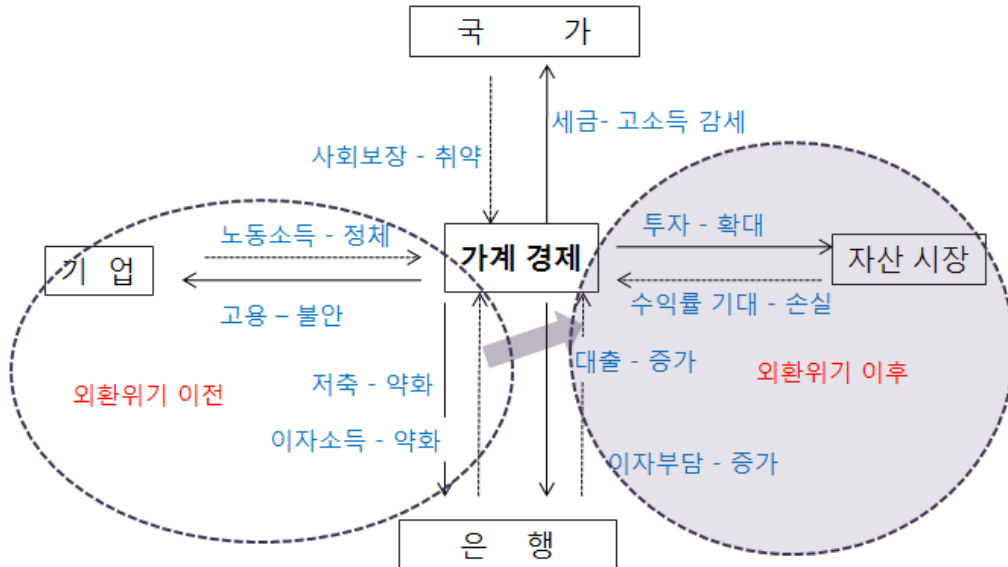 국 가
세금- 고소득 감세
사회보장 - 취약
노동소득 - 정체
가계 경제
투자 - 확대
기 업
자산 시장
고용 – 불안
수익률 기대 - 손실
저축 - 약화
대출 - 증가
외환위기 이전
외환위기 이후
이자소득 - 약화
이자부담 - 증가
은 행